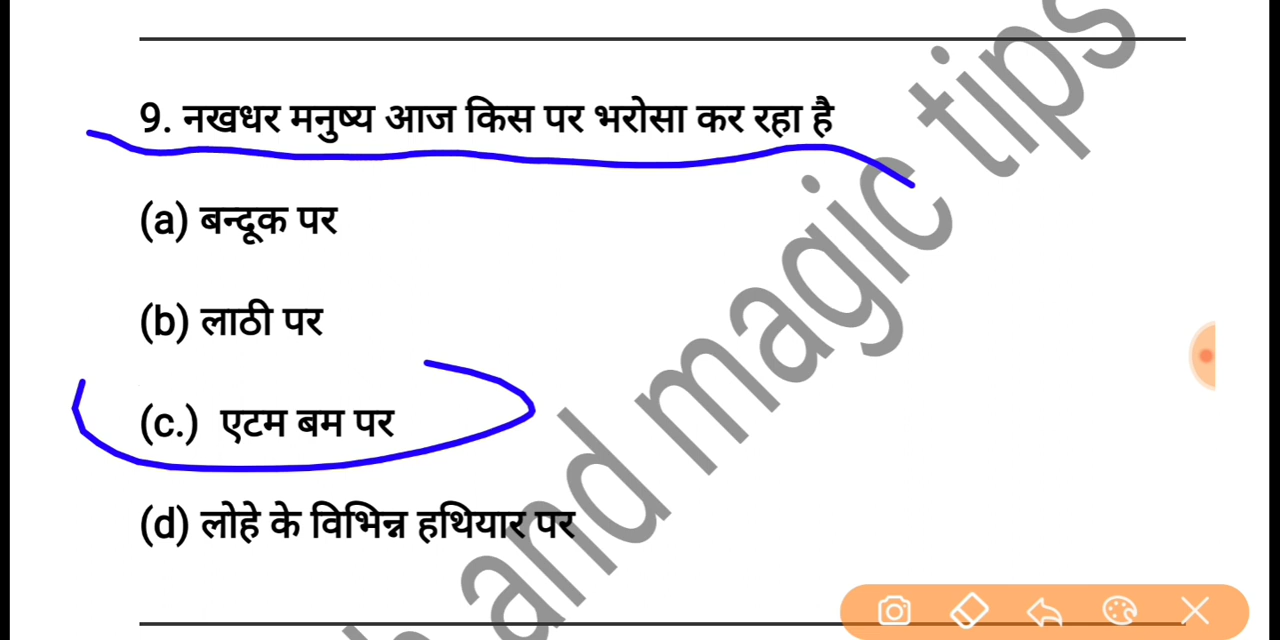 9. नखधर मनुष्य आज किस पर भरोसा कर रहा है
(a) बन्दूक पर
(b) लाठी पर
(c.) एटम बम पर
(d) लोहे के विभिन्न हथियार पर
and magic tips